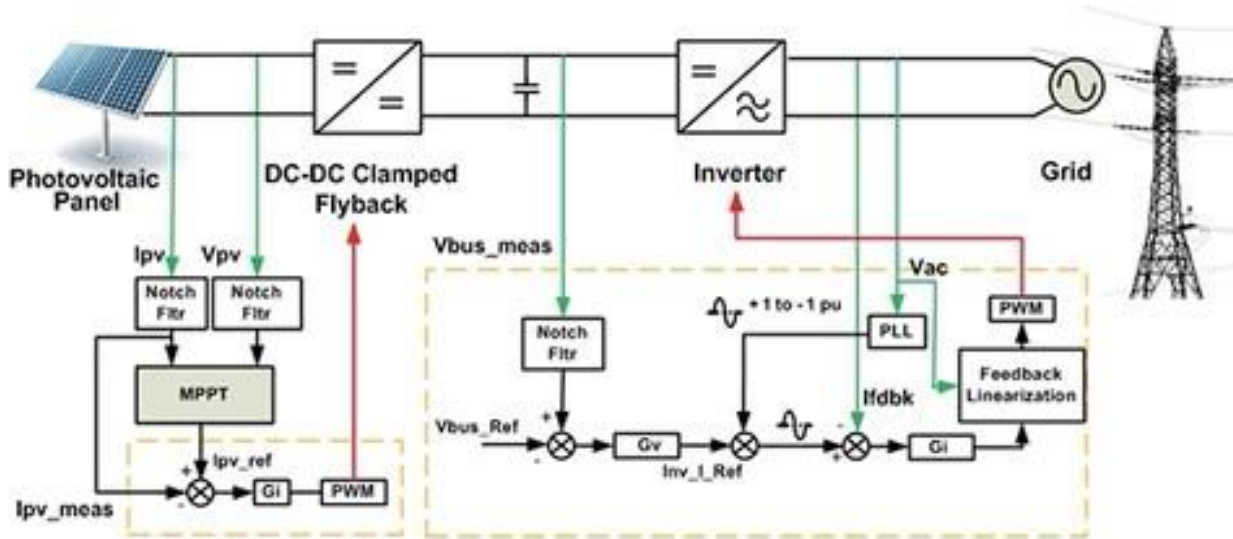 Photovoltaic
Panel
DC-DC Clamped
Flyback
Inverter
Grid
Ipv
Vpv
Vbus_meas
Vac
Notch
Fltr
Notch
Fltr
Notch
Fltr
+ 1 to - 1 pu
PLL
PWM
MPPT
Feedback
Linearization
Ifdbk
Vbus_Ref
+
-
Gv
Inv_I_Ref
-
+
Gi
Ipv_ref
+
-
Gi
PWM
Ipv_meas